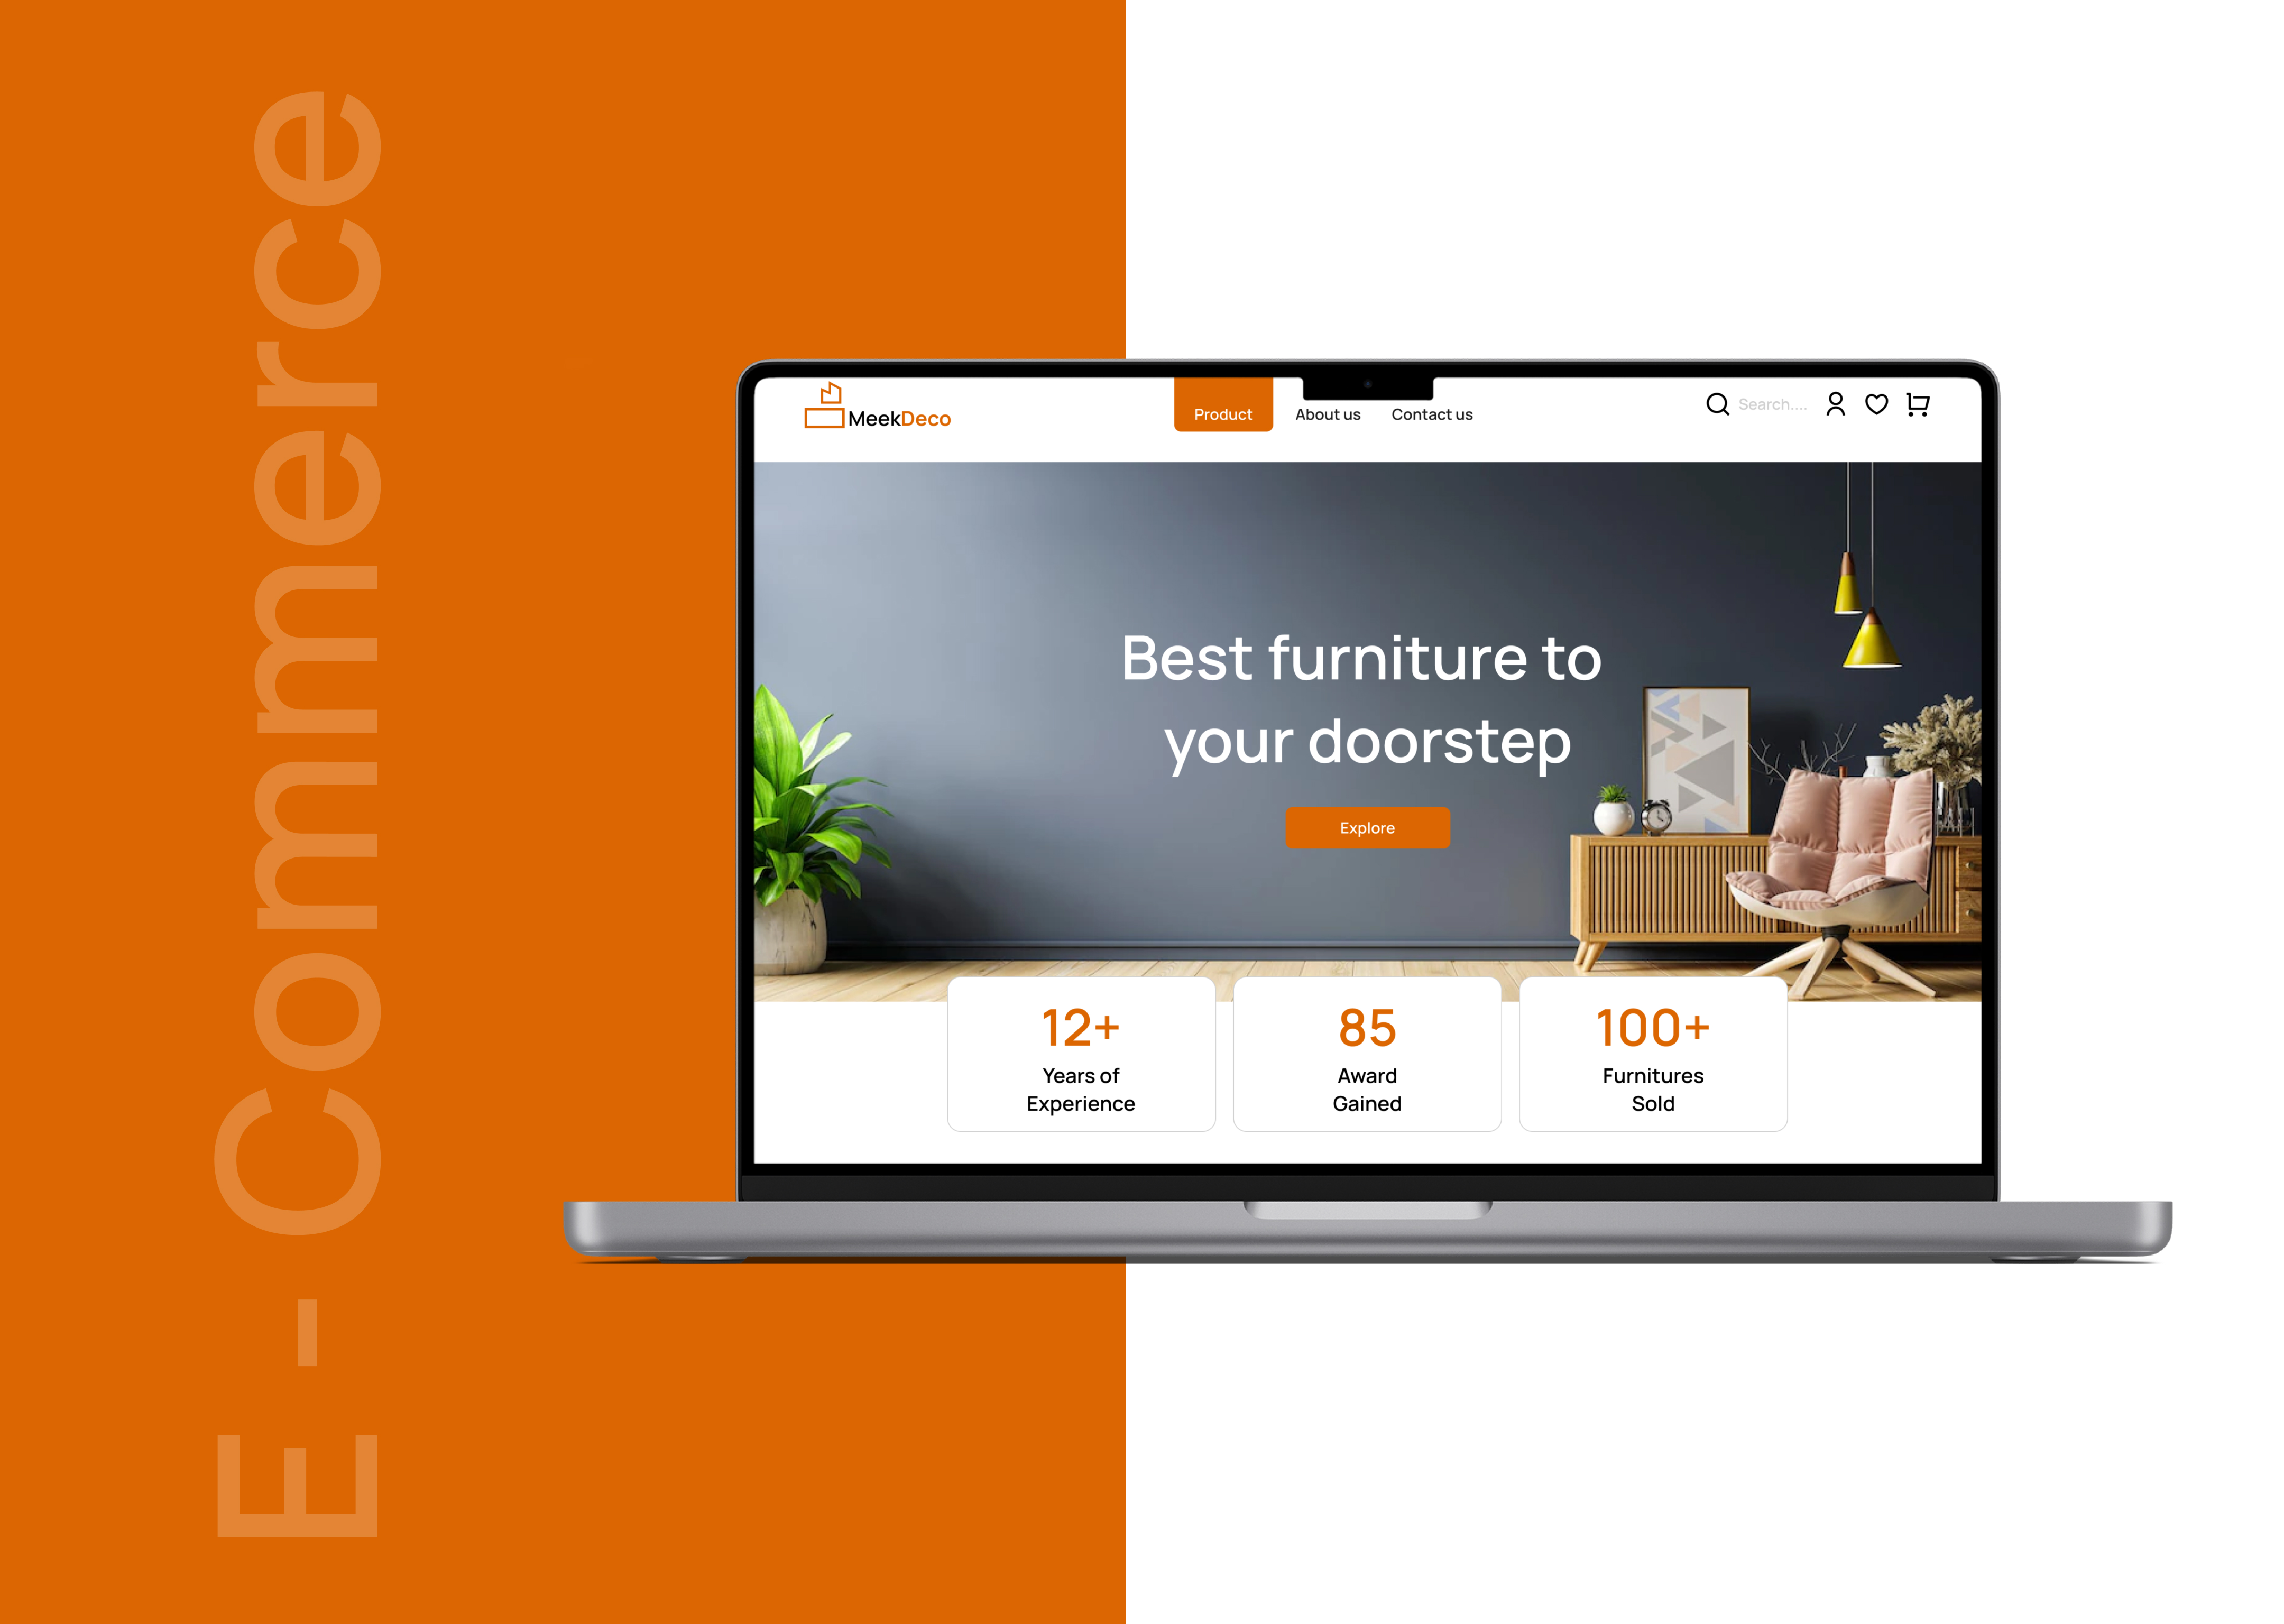 E - Commerce
MeekDeco
Product
About us
Contact us
Search....
Best furniture to
your doorstep
Explore
12+
Years of
Experience
85
Award
Gained
100+
Furnitures
Sold